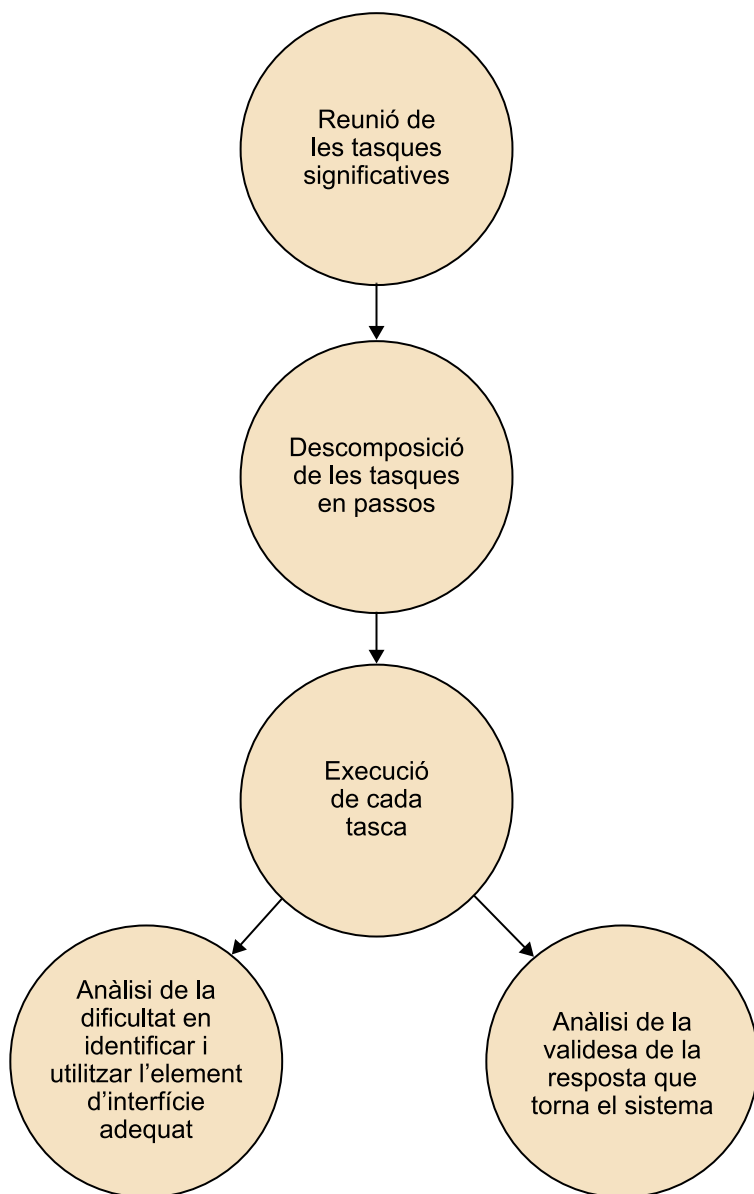 Reunió de
les tasques
significatives
Descomposició
de les tasques
en passos
Execució
de cada
tasca
Anàlisi de la
dificultat en
identificar i
utilitzar l’element
d’interfície
adequat
Anàlisi de la
validesa de la
resposta que
torna el sistema